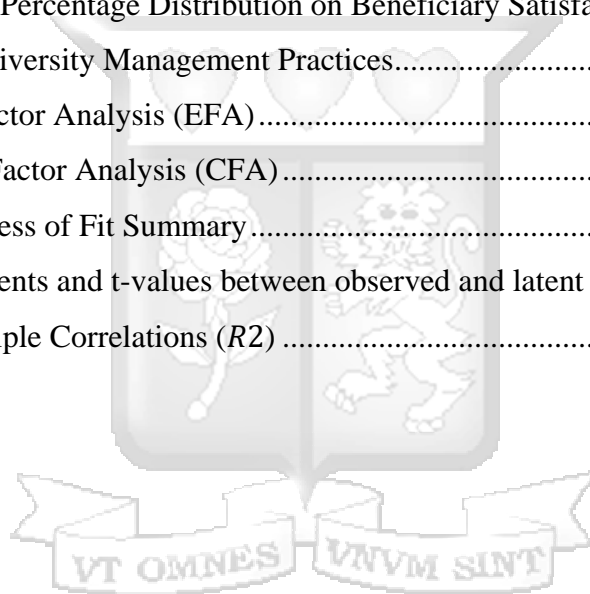 Percentage Distribution on Beneficiary Satisfa
iversity Management Practices..............................
ctor Analysis (EFA)..............................................
Factor Analysis (CFA)..........................................
ess of Fit Summary..............................................
ents and t-values between observed and latent
iple Correlations (R2) ..........................................
VT OMNES VNVM SINT